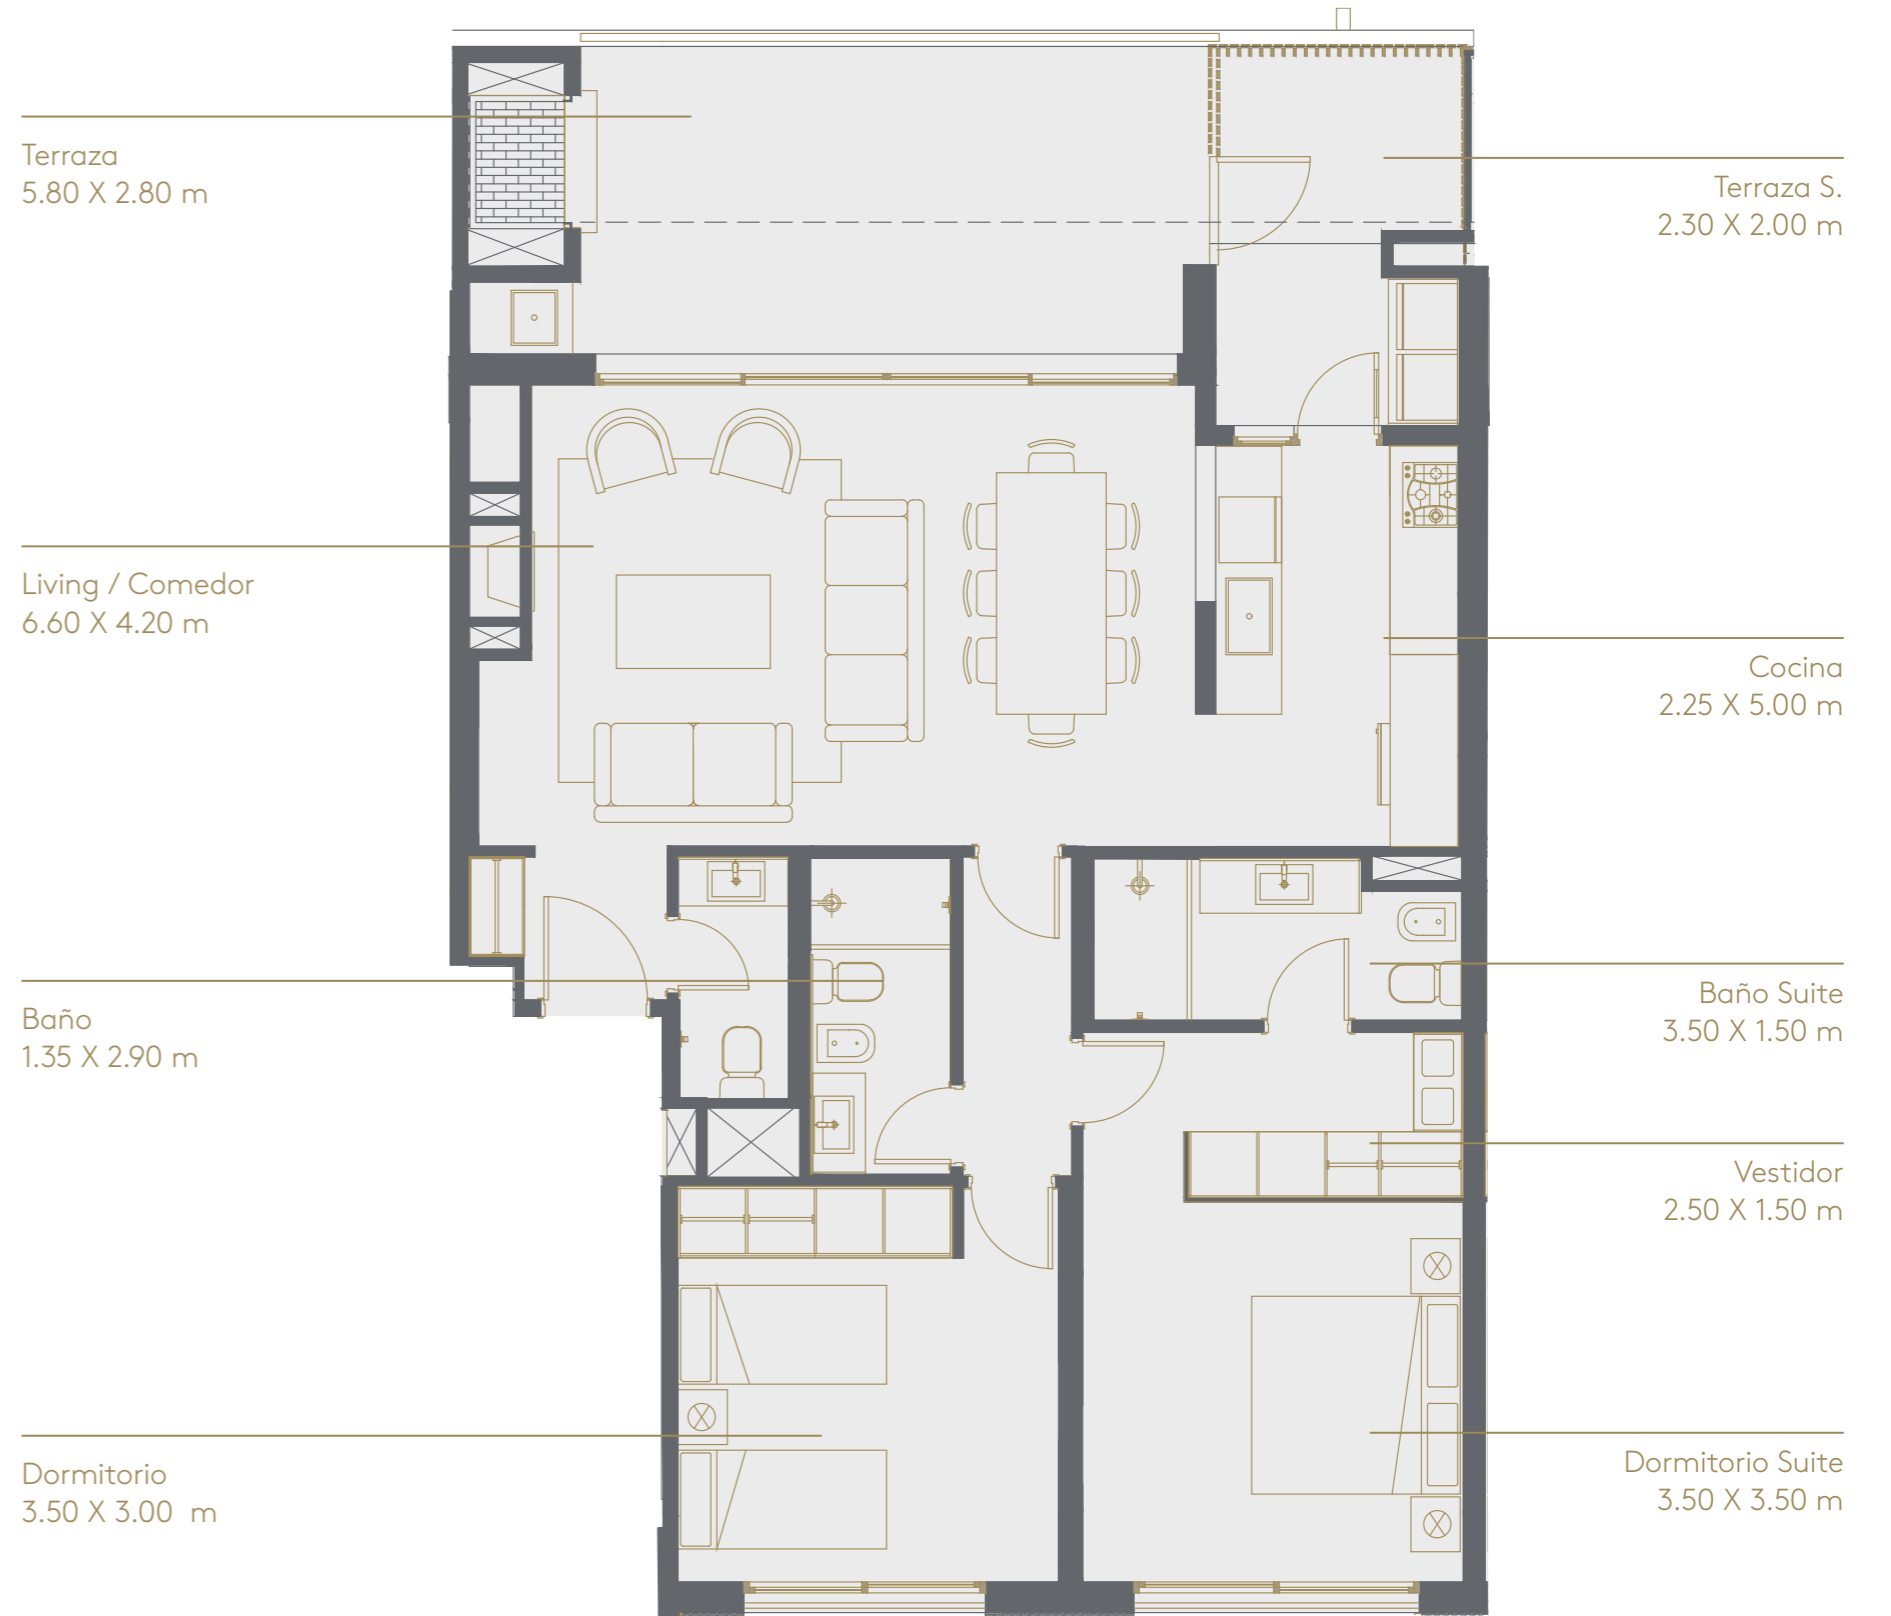 Terraza
5.80 X 2.80 m
Terraza S.
2.30 X 2.00 m
Living / Comedor
6.60 X 4.20 m
Cocina
2.25 X 5.00 m
Baño
1.35 X 2.90 m
Baño Suite
3.50 X 1.50 m
Vestidor
2.50 X 1.50 m
Dormitorio
3.50 X 3.00 m
Dormitorio Suite
3.50 X 3.50 m